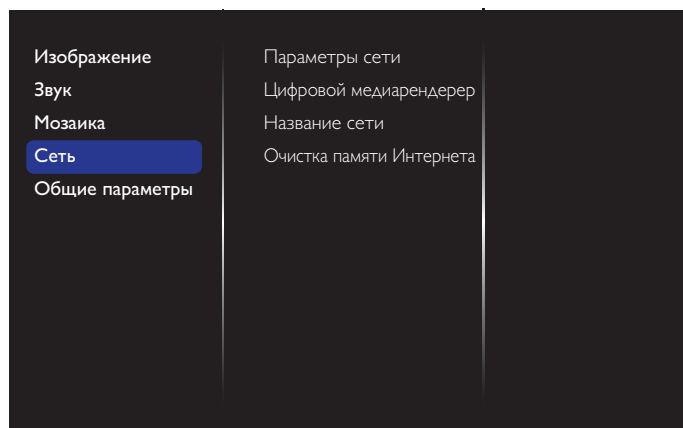 Изображение
Звук
Мозаика
Сеть
Общие параметры
Параметры сети
Цифровой медиарендерер
Название сети
Очистка памяти Интернета